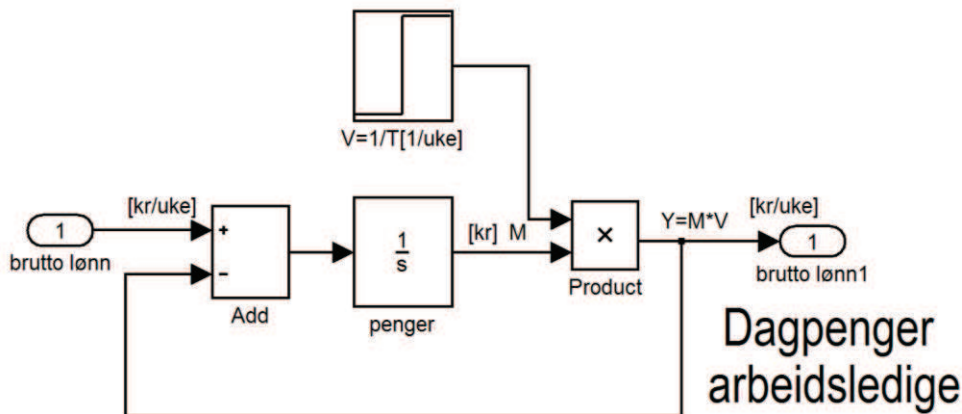 V=1/T[1/uke]
[kr/uke]
1
brutto lønn
+
−
Add
1
s
penger
[kr] M
×
Product
Y=M*V
[kr/uke]
1
brutto lønn1
Dagpenger
arbeidsledige